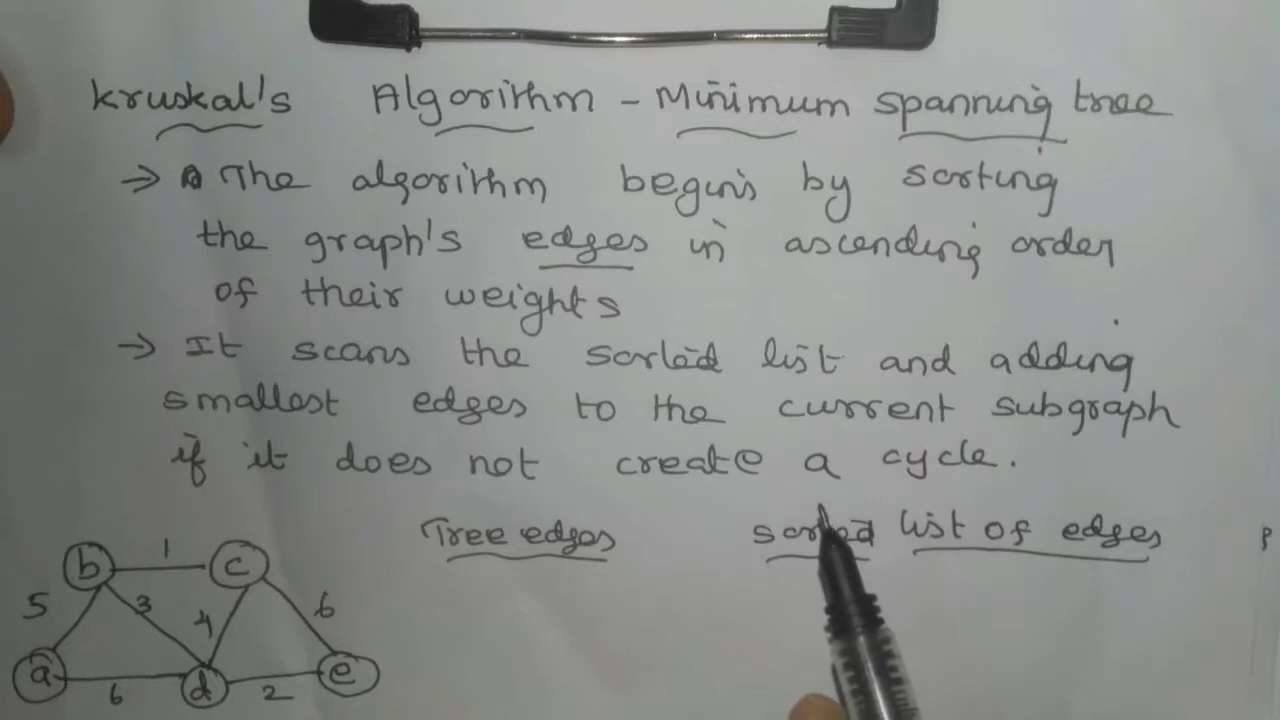 Kruskal's Algorithm - Minimum spanning tree
→ The algorithm begins by sorting
the graph's edges in ascending order
of their weights
→ It scans the sorted list and adding
smallest edges to the current subgraph
if it does not create a cycle.
Tree edges sorted list of edges
b 1 c
5 3 4 6
a 6 d 2 e